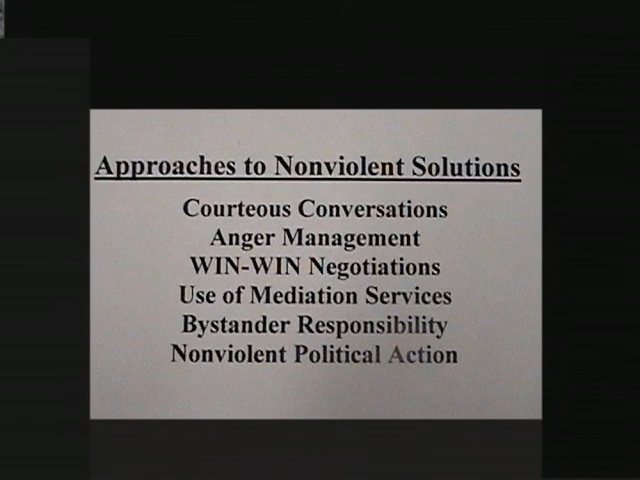 Approaches to Nonviolent Solutions
Courteous Conversations
Anger Management
WIN-WIN Negotiations
Use of Mediation Services
Bystander Responsibility
Nonviolent Political Action